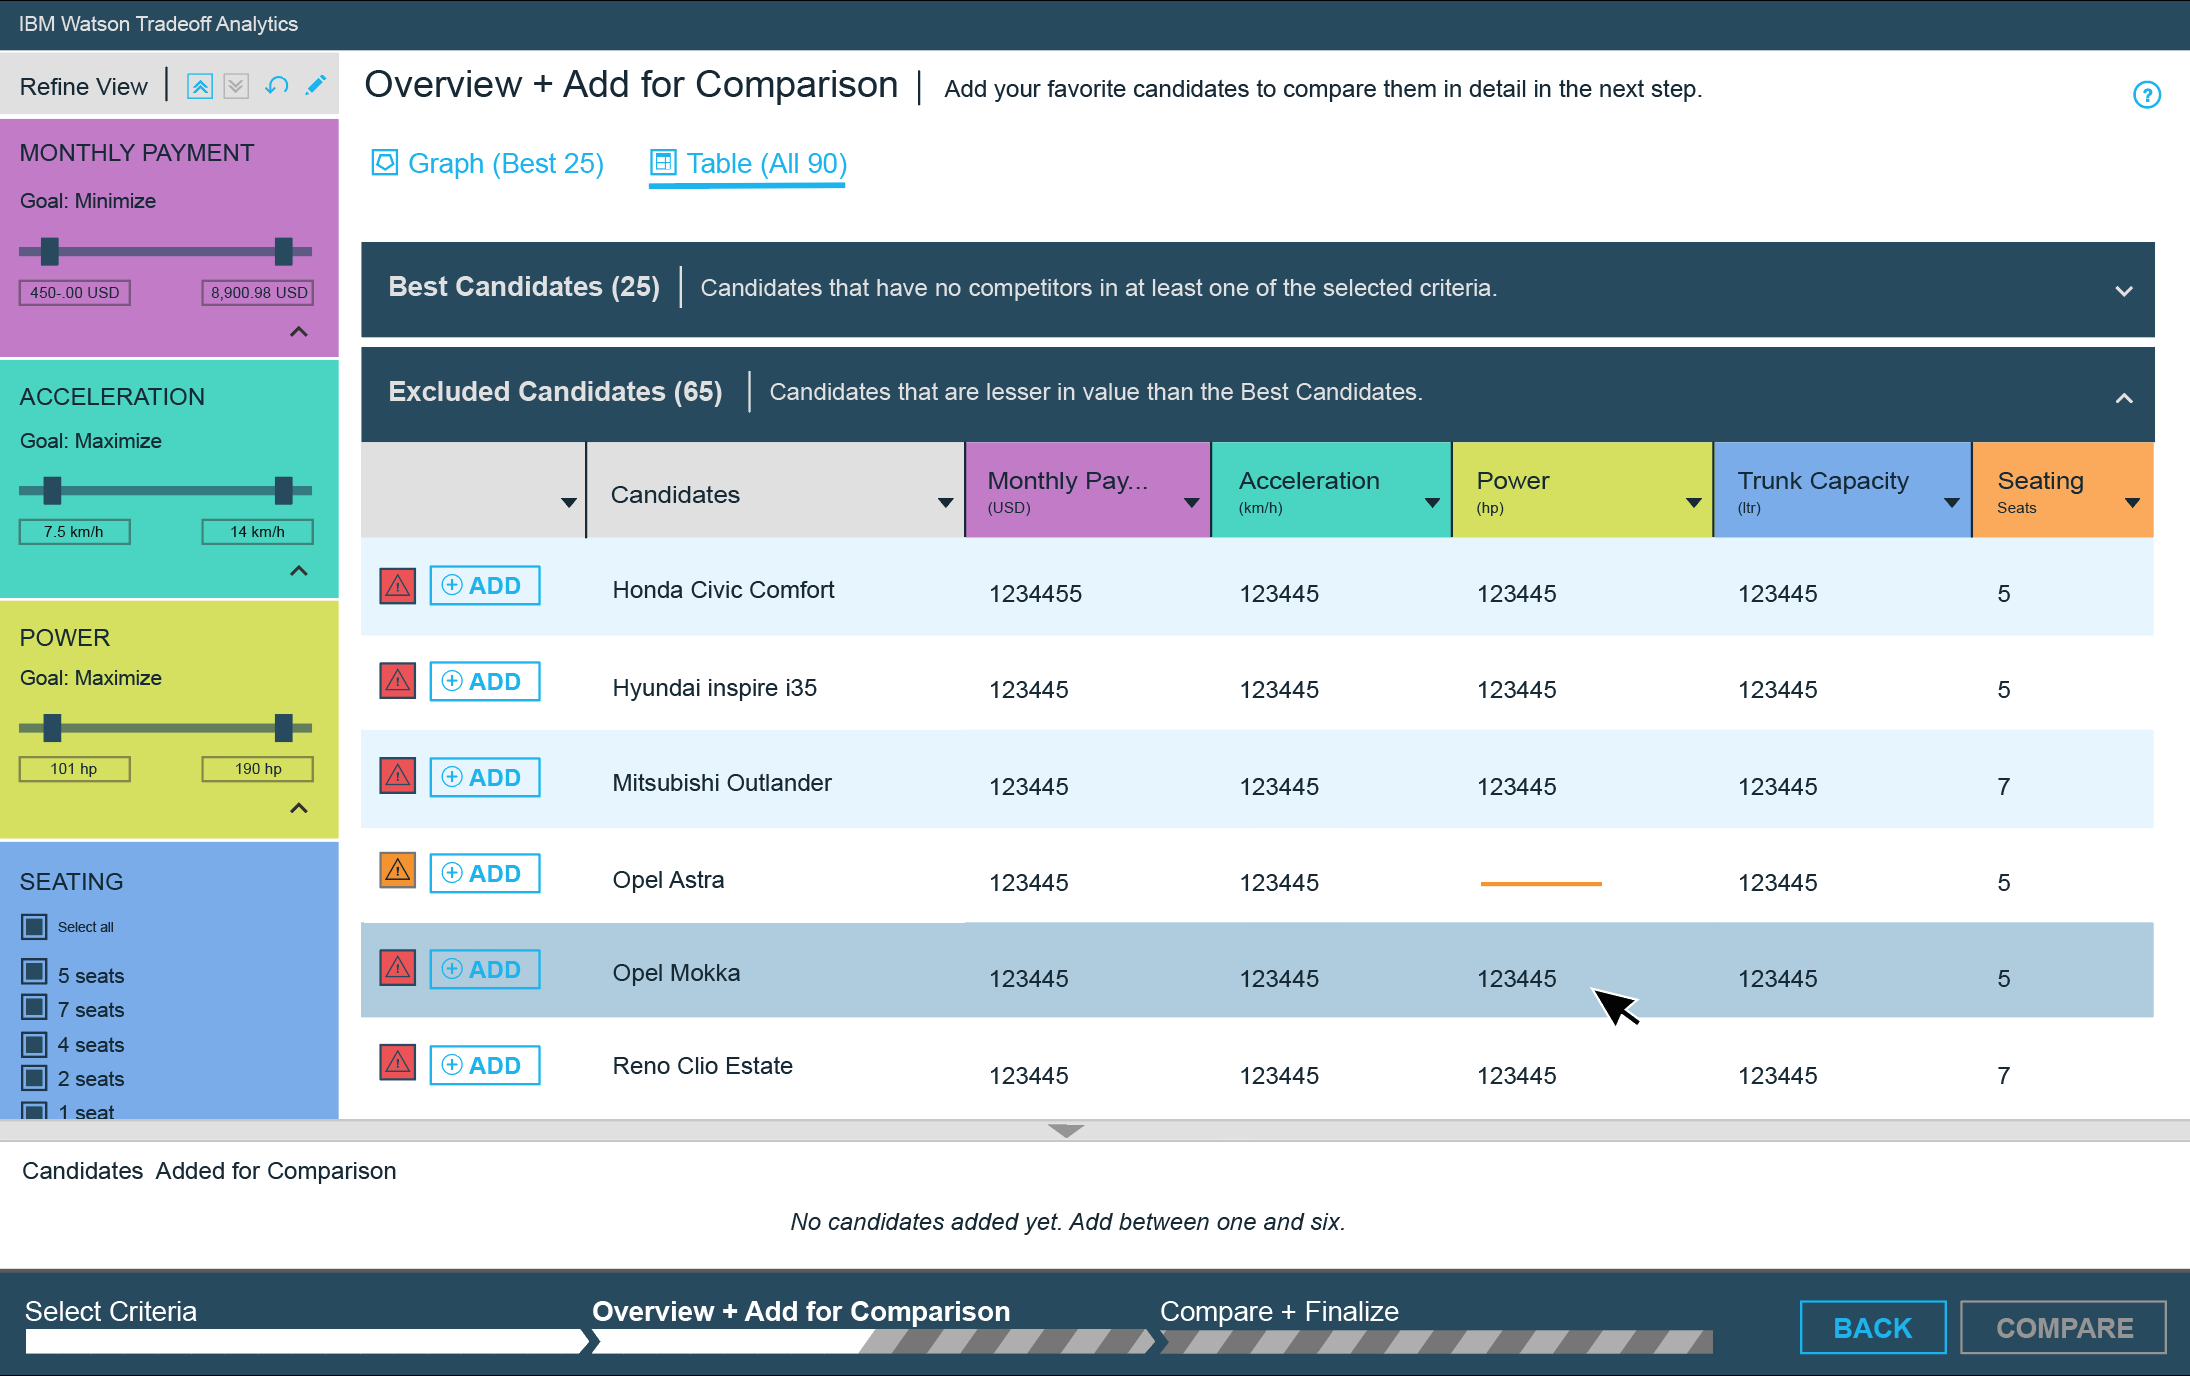 IBM Watson Tradeoff Analytics
Refine View
Overview + Add for Comparison
Add your favorite candidates to compare them in detail in the next step.
?
Graph (Best 25)
Table (All 90)
MONTHLY PAYMENT
Goal: Minimize
450-.00 USD
8,900.98 USD
ACCELERATION
Goal: Maximize
7.5 km/h
14 km/h
POWER
Goal: Maximize
101 hp
190 hp
SEATING
Select all
5 seats
7 seats
4 seats
2 seats
1 seat
Best Candidates (25)
Candidates that have no competitors in at least one of the selected criteria.
Excluded Candidates (65)
Candidates that are lesser in value than the Best Candidates.
Candidates
Monthly Pay...
(USD)
Acceleration
(km/h)
Power
(hp)
Trunk Capacity
(ltr)
Seating
Seats
ADD Honda Civic Comfort 1234455 123445 123445 123445 5
ADD Hyundai inspire i35 123445 123445 123445 123445 5
ADD Mitsubishi Outlander 123445 123445 123445 123445 7
ADD Opel Astra 123445 123445 123445 5
ADD Opel Mokka 123445 123445 123445 123445 5
ADD Reno Clio Estate 123445 123445 123445 123445 7
Candidates Added for Comparison
No candidates added yet. Add between one and six.
Select Criteria
Overview + Add for Comparison
Compare + Finalize
BACK
COMPARE